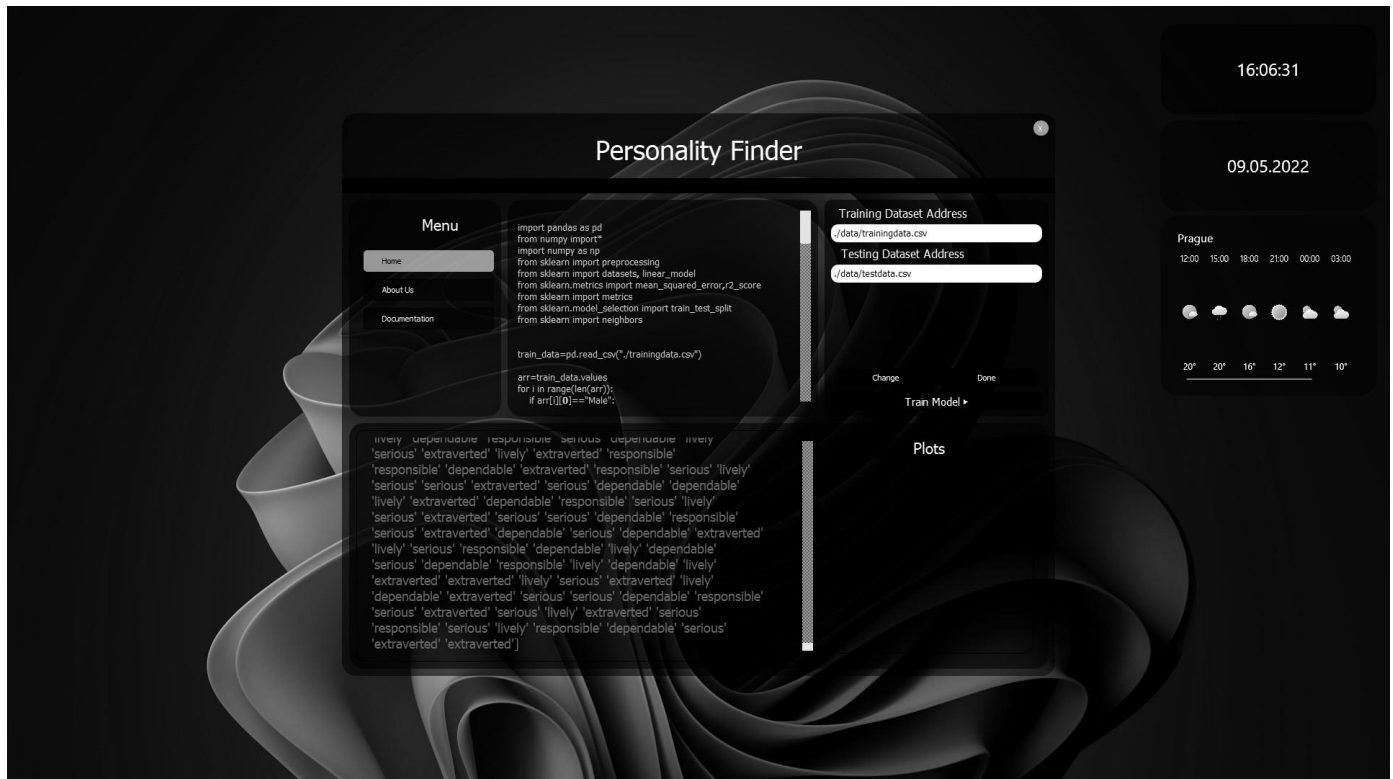 16:06:31
09.05.2022
Prague
12:00 15:00 18:00 21:00 00:00 03:00
20° 20° 16° 12° 11° 10°
X
Personality Finder
Menu
Home
About Us
Documentation
import pandas as pd
from numpy import*
import numpy as np
from sklearn import preprocessing
from sklearn import datasets, linear_model
from sklearn.metrics import mean_squared_error,r2_score
from sklearn import metrics
from sklearn.model_selection import train_test_split
from sklearn import neighbors
train_data=pd.read_csv("./trainingdata.csv")
arr=train_data.values
for i in range(len(arr)):
if arr[i][0]=="Male":
Training Dataset Address
./data/trainingdata.csv
Testing Dataset Address
./data/testdata.csv
Change Done
Train Model ▸
'lively' 'dependable' 'responsible' 'serious' 'dependable' 'lively'
'serious' 'extraverted' 'lively' 'extraverted' 'responsible'
'responsible' 'dependable' 'extraverted' 'responsible' 'serious' 'lively'
'serious' 'serious' 'extraverted' 'serious' 'dependable' 'dependable'
'lively' 'extraverted' 'dependable' 'responsible' 'serious' 'lively'
'serious' 'extraverted' 'serious' 'serious' 'dependable' 'responsible'
'serious' 'extraverted' 'dependable' 'serious' 'dependable' 'extraverted'
'lively' 'serious' 'responsible' 'dependable' 'lively' 'dependable'
'serious' 'dependable' 'responsible' 'lively' 'dependable' 'lively'
'extraverted' 'extraverted' 'lively' 'serious' 'extraverted' 'lively'
'dependable' 'extraverted' 'serious' 'serious' 'dependable' 'responsible'
'serious' 'extraverted' 'serious' 'lively' 'extraverted' 'serious'
'responsible' 'serious' 'lively' 'responsible' 'dependable' 'serious'
'extraverted' 'extraverted']
Plots